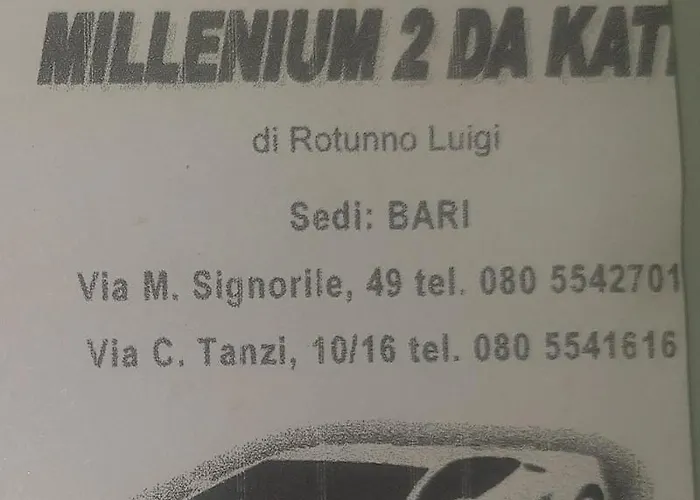 MILLENIUM 2 DA
di Rotunno Luigi
Sedi: BARI
Via M. Signorile, 49 tel. 080 5542701
Via C. Tanzi, 10/16 tel. 080 5541616